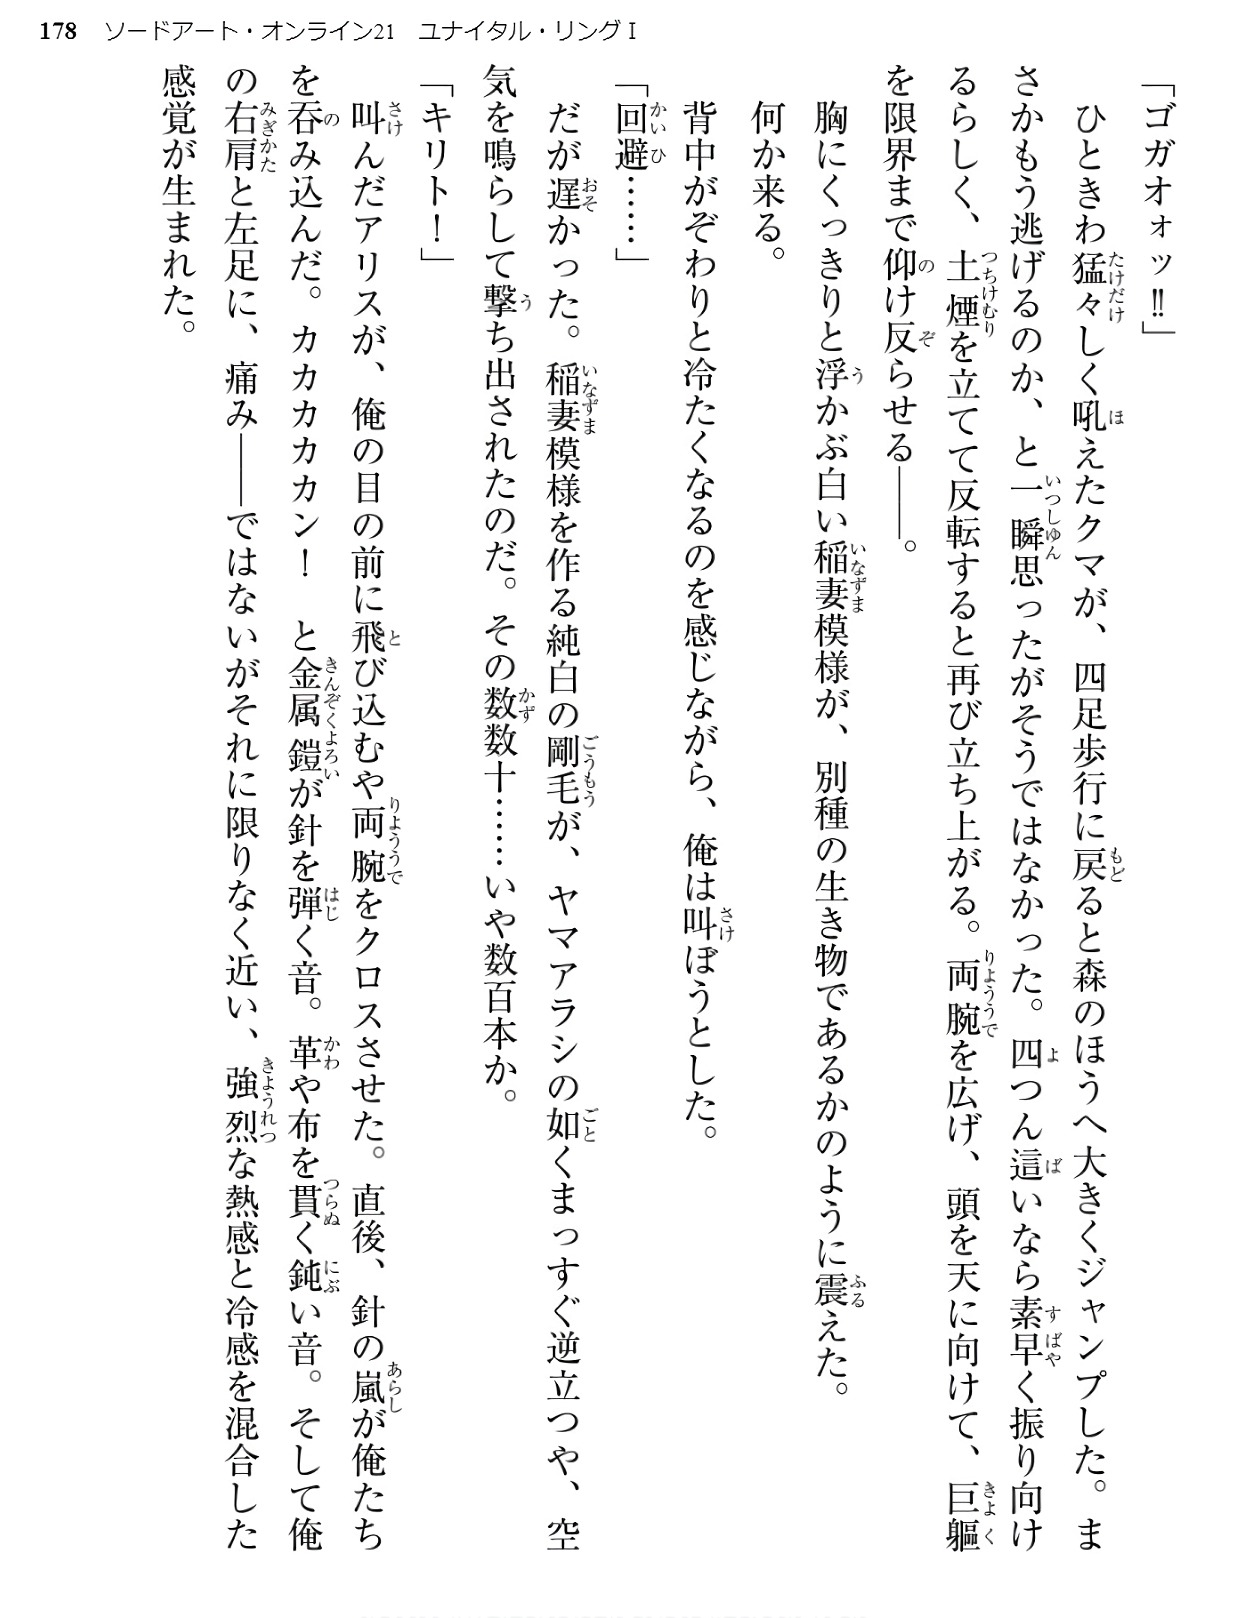 178　ソードアート・オンライン21　ユナイタル・リングⅠ
「ゴガオォッ‼」
　ひときわ猛々しく吼えたクマが、四足歩行に戻ると森のほうへ大きくジャンプした。ま
さかもう逃げるのか、と一瞬思ったがそうではなかった。四つん這いなら素早く振り向け
るらしく、土煙を立てて反転すると再び立ち上がる。両腕を広げ、頭を天に向けて、巨軀
を限界まで仰け反らせる――。
　胸にくっきりと浮かぶ白い稲妻模様が、別種の生き物であるかのように震えた。
　何か来る。
　背中がぞわりと冷たくなるのを感じながら、俺は叫ぼうとした。
「回避……」
　だが遅かった。稲妻模様を作る純白の剛毛が、ヤマアラシの如くまっすぐ逆立つや、空
気を鳴らして撃ち出されたのだ。その数数十……いや数百本か。
「キリト！」
　叫んだアリスが、俺の目の前に飛び込むや両腕をクロスさせた。直後、針の嵐が俺たち
を呑み込んだ。カカカカカン！　と金属鎧が針を弾く音。革や布を貫く鈍い音。そして俺
の右肩と左足に、痛み――ではないがそれに限りなく近い、強烈な熱感と冷感を混合した
感覚が生まれた。